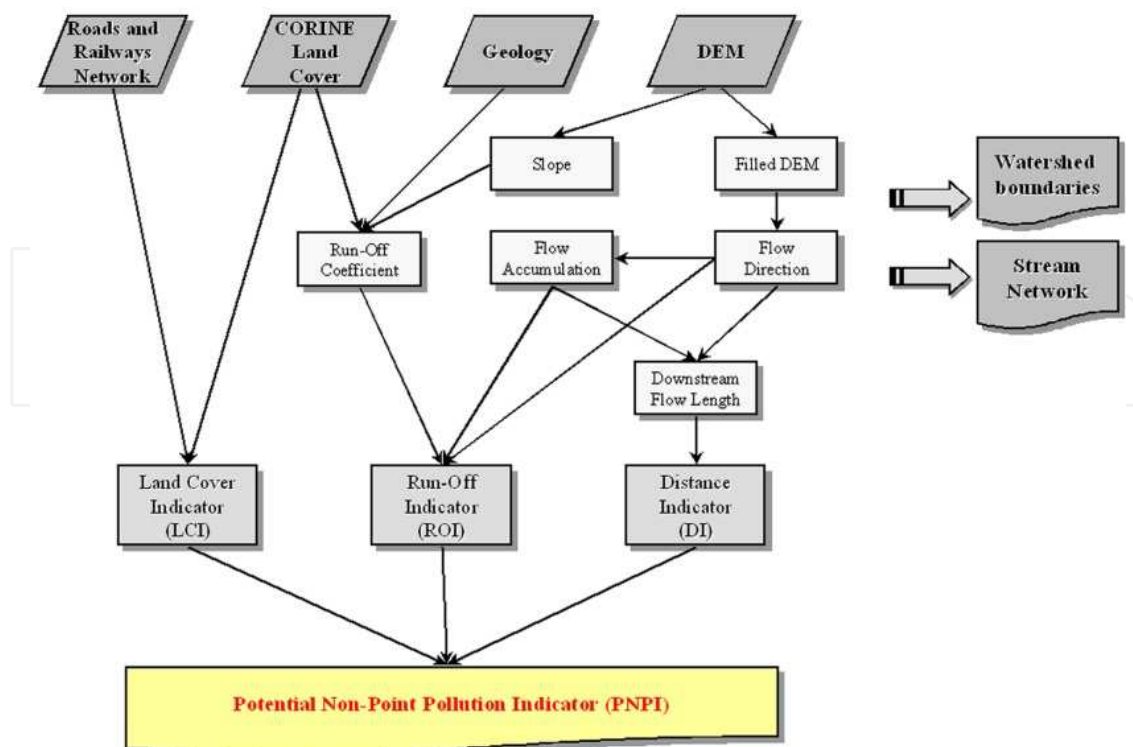 Roads and
Railways
Network
CORINE
Land
Cover
Geology
DEM
Slope
Filled DEM
Watershed
boundaries
Run-Off
Coefficient
Flow
Accumulation
Flow
Direction
Stream
Network
Downstream
Flow Length
Land Cover
Indicator
(LCI)
Run-Off
Indicator
(ROI)
Distance
Indicator
(DI)
Potential Non-Point Pollution Indicator (PNPI)